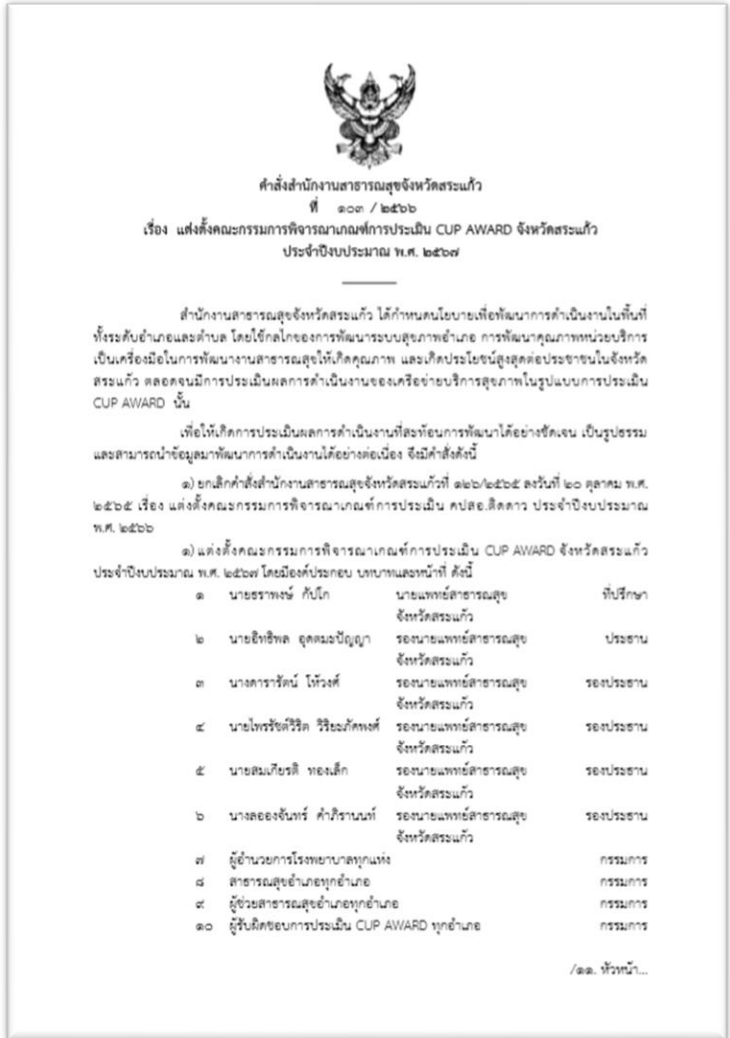 คำสั่งสำนักงานสาธารณสุขจังหวัดสระแก้ว
ที่ ๑๐๓ / ๒๕๖๖
เรื่อง แต่งตั้งคณะกรรมการพิจารณาเกณฑ์การประเมิน CUP AWARD จังหวัดสระแก้ว
ประจำปีงบประมาณ พ.ศ. ๒๕๖๗
สำนักงานสาธารณสุขจังหวัดสระแก้ว ได้กำหนดนโยบายเพื่อพัฒนาการดำเนินงานในพื้นที่
ทั้งระดับอำเภอและตำบล โดยใช้กลไกของการพัฒนาระบบสุขภาพอำเภอ การพัฒนาคุณภาพหน่วยบริการ
เป็นเครื่องมือในการพัฒนางานสาธารณสุขให้เกิดคุณภาพ และเกิดประโยชน์สูงสุดต่อประชาชนในจังหวัด
สระแก้ว ตลอดจนมีการประเมินผลการดำเนินงานของเครือข่ายบริการสุขภาพในรูปแบบการประเมิน
CUP AWARD นั้น
เพื่อให้เกิดการประเมินผลการดำเนินงานที่สะท้อนการพัฒนาได้อย่างชัดเจน เป็นรูปธรรม
และสามารถนำข้อมูลมาพัฒนาการดำเนินงานได้อย่างต่อเนื่อง จึงมีคำสั่งดังนี้
๑) ยกเลิกคำสั่งสำนักงานสาธารณสุขจังหวัดสระแก้วที่ ๑๒๖/๒๕๖๕ ลงวันที่ ๒๐ ตุลาคม พ.ศ.
๒๕๖๕ เรื่อง แต่งตั้งคณะกรรมการพิจารณาเกณฑ์การประเมิน คปสอ.ติดดาว ประจำปีงบประมาณ
พ.ศ. ๒๕๖๖
๑) แต่งตั้งคณะกรรมการพิจารณาเกณฑ์การประเมิน CUP AWARD จังหวัดสระแก้ว
ประจำปีงบประมาณ พ.ศ. ๒๕๖๗ โดยมีองค์ประกอบ บทบาทและหน้าที่ ดังนี้
๑ นายธราพงษ์ กัปโก นายแพทย์สาธารณสุข ที่ปรึกษา
จังหวัดสระแก้ว
๒ นายอิทธิพล อุดตมะปัญญา รองนายแพทย์สาธารณสุข ประธาน
จังหวัดสระแก้ว
๓ นางดารารัตน์ โห้วงศ์ รองนายแพทย์สาธารณสุข รองประธาน
จังหวัดสระแก้ว
๔ นายไพรรัชต์วิริต วิริยะภัคพงศ์ รองนายแพทย์สาธารณสุข รองประธาน
จังหวัดสระแก้ว
๕ นายสมเกียรติ ทองเล็ก รองนายแพทย์สาธารณสุข รองประธาน
จังหวัดสระแก้ว
๖ นางลอองจันทร์ คำภิรานนท์ รองนายแพทย์สาธารณสุข รองประธาน
จังหวัดสระแก้ว
๗ ผู้อำนวยการโรงพยาบาลทุกแห่ง กรรมการ
๘ สาธารณสุขอำเภอทุกอำเภอ กรรมการ
๙ ผู้ช่วยสาธารณสุขอำเภอทุกอำเภอ กรรมการ
๑๐ ผู้รับผิดชอบการประเมิน CUP AWARD ทุกอำเภอ กรรมการ
/๑๑. หัวหน้า...